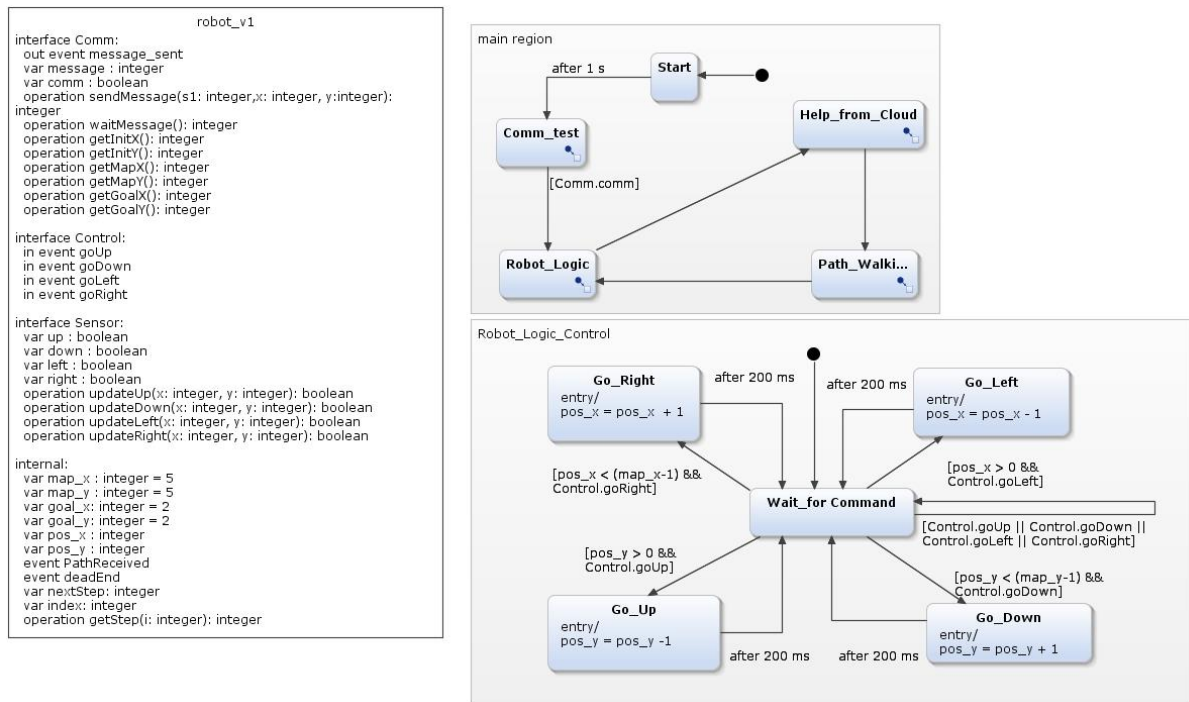 robot_v1
interface Comm:
out event message_sent
var message : integer
var comm : boolean
operation sendMessage(s1: integer,x: integer, y:integer):
integer
operation waitMessage(): integer
operation getInitX(): integer
operation getInitY(): integer
operation getMapX(): integer
operation getMapY(): integer
operation getGoalX(): integer
operation getGoalY(): integer
interface Control:
in event goUp
in event goDown
in event goLeft
in event goRight
interface Sensor:
var up : boolean
var down : boolean
var left : boolean
var right : boolean
operation updateUp(x: integer, y: integer): boolean
operation updateDown(x: integer, y: integer): boolean
operation updateLeft(x: integer, y: integer): boolean
operation updateRight(x: integer, y: integer): boolean
internal:
var map_x : integer = 5
var map_y : integer = 5
var goal_x: integer = 2
var goal_y: integer = 2
var pos_x : integer
var pos_y : integer
event PathReceived
event deadEnd
var nextStep: integer
var index: integer
operation getStep(i: integer): integer
main region
Start
after 1 s
Comm_test
Help_from_Cloud
[Comm.comm]
Robot_Logic
Path_Walki...
Robot_Logic_Control
Go_Right
entry/
pos_x = pos_x + 1
after 200 ms
after 200 ms
Go_Left
entry/
pos_x = pos_x - 1
[pos_x < (map_x-1) &&
Control.goRight]
[pos_x > 0 &&
Control.goLeft]
Wait_for Command
[Control.goUp || Control.goDown ||
Control.goLeft || Control.goRight]
[pos_y > 0 &&
Control.goUp]
[pos_y < (map_y-1) &&
Control.goDown]
Go_Up
entry/
pos_y = pos_y -1
after 200 ms
after 200 ms
Go_Down
entry/
pos_y = pos_y + 1